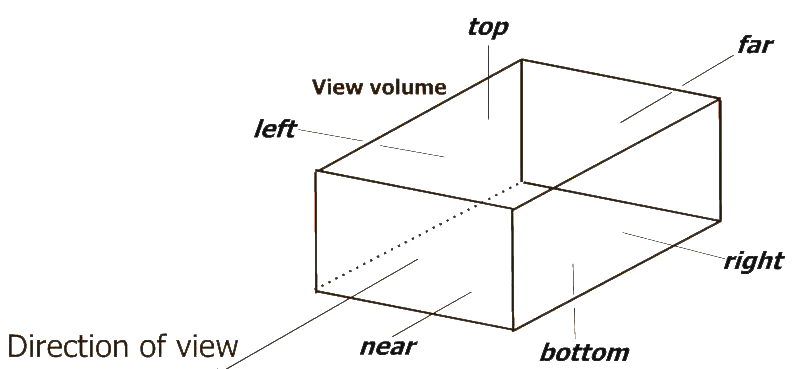 top
far
View volume
left
right
Direction of view
near
bottom